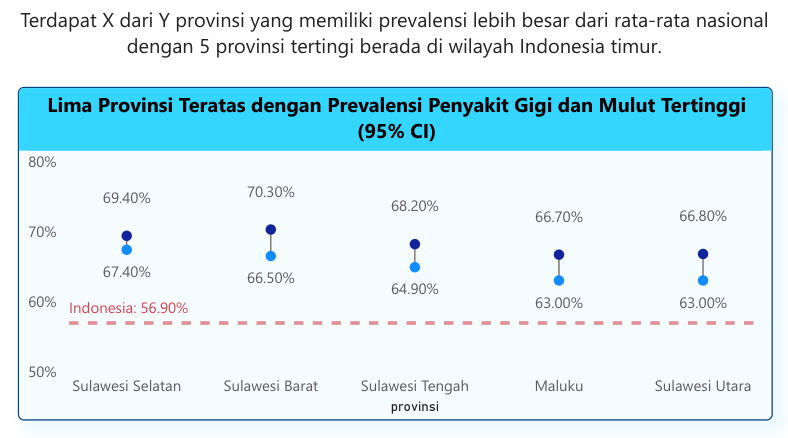 Terdapat X dari Y provinsi yang memiliki prevalensi lebih besar dari rata-rata nasional
dengan 5 provinsi tertinggi berada di wilayah Indonesia timur.
Lima Provinsi Teratas dengan Prevalensi Penyakit Gigi dan Mulut Tertinggi
(95% CI)
80%
69.40%
70.30%
68.20%
66.70%
66.80%
70%
67.40%
66.50%
64.90%
63.00%
63.00%
60%
Indonesia: 56.90%
50%
Sulawesi Selatan
Sulawesi Barat
Sulawesi Tengah
Maluku
Sulawesi Utara
provinsi